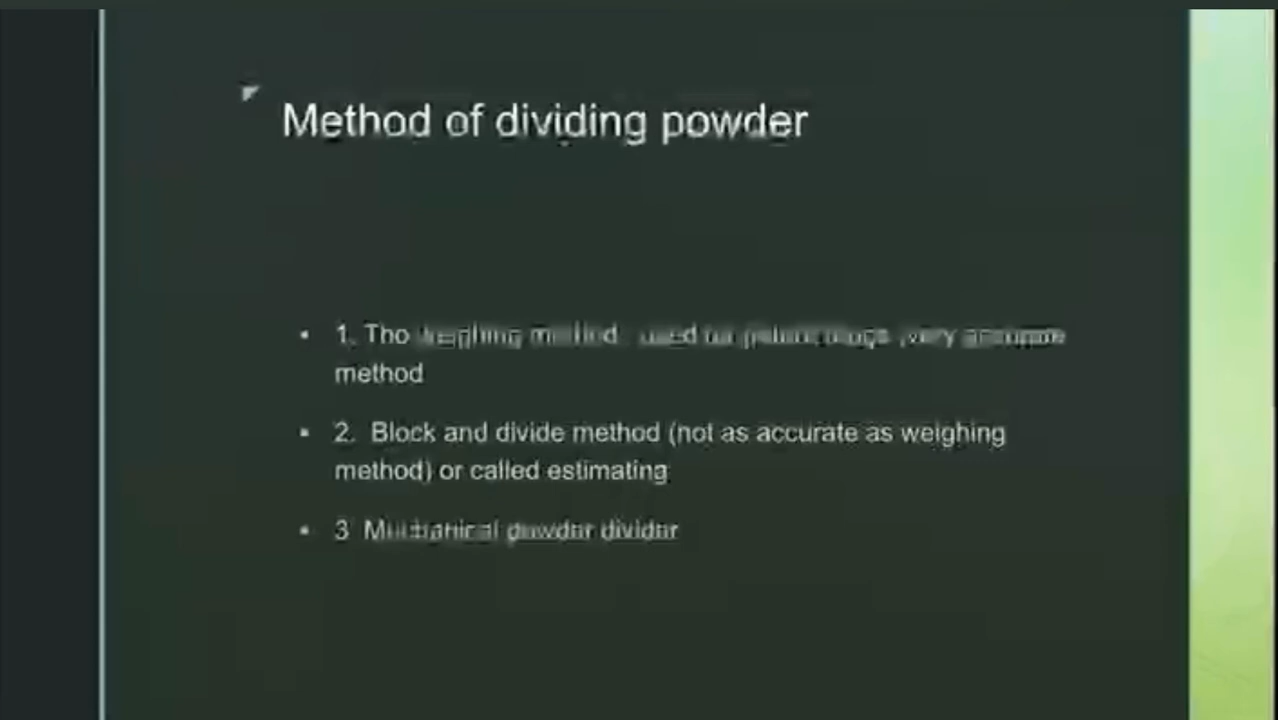 Method of dividing powder
1. The weighing method used for potent drugs (very accurate
method
2. Block and divide method (not as accurate as weighing
method) or called estimating
3 Mechanical powder divider